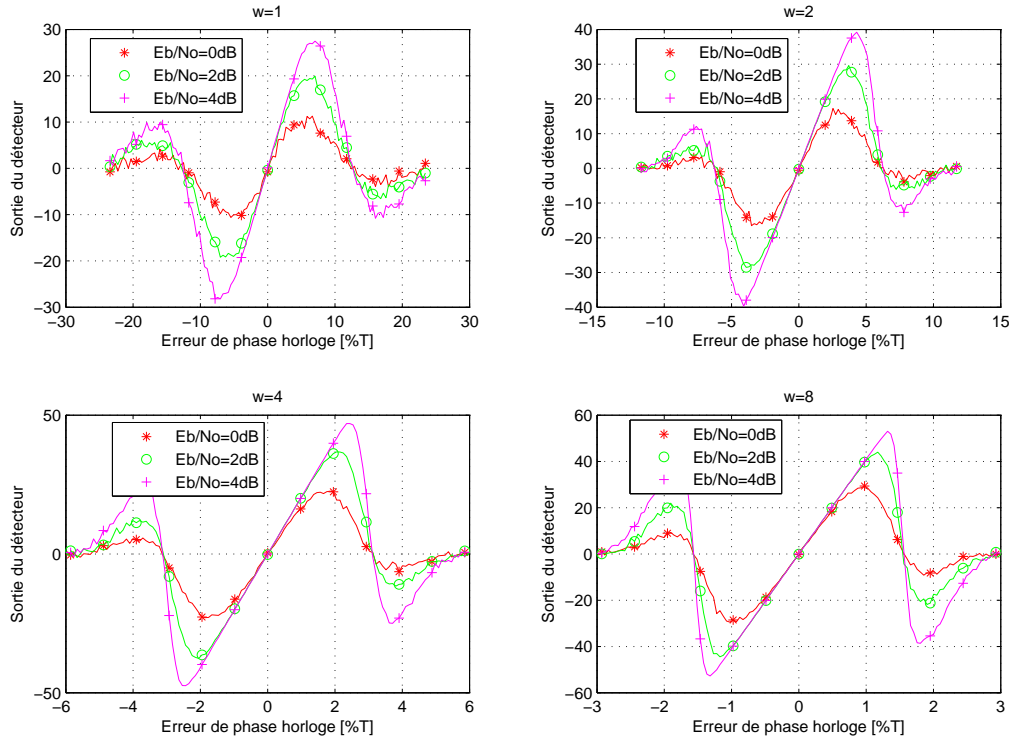 w=1
30
20
10
0
−10
−20
−30
−30
−20
−10
0
10
20
30
Sortie du détecteur
Erreur de phase horloge [%T]
Eb/No=0dB
Eb/No=2dB
Eb/No=4dB
w=2
40
30
20
10
0
−10
−20
−30
−40
−15
−10
−5
0
5
10
15
Sortie du détecteur
Erreur de phase horloge [%T]
Eb/No=0dB
Eb/No=2dB
Eb/No=4dB
w=4
50
0
−50
−6
−4
−2
0
2
4
6
Sortie du détecteur
Erreur de phase horloge [%T]
Eb/No=0dB
Eb/No=2dB
Eb/No=4dB
w=8
60
40
20
0
−20
−40
−60
−3
−2
−1
0
1
2
3
Sortie du détecteur
Erreur de phase horloge [%T]
Eb/No=0dB
Eb/No=2dB
Eb/No=4dB